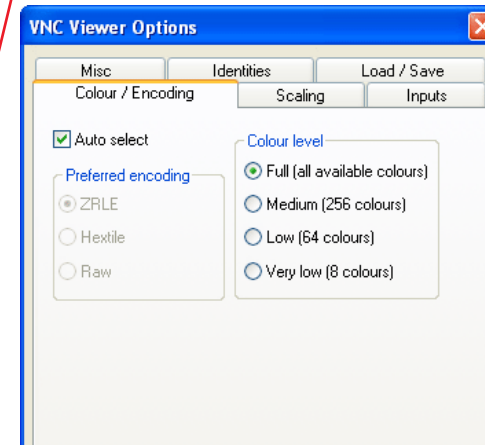 VNC Viewer Options
Misc
Identities
Load / Save
Colour / Encoding
Scaling
Inputs
Auto select
Preferred encoding
ZRLE
Hextile
Raw
Colour level
Full (all available colours)
Medium (256 colours)
Low (64 colours)
Very low (8 colours)